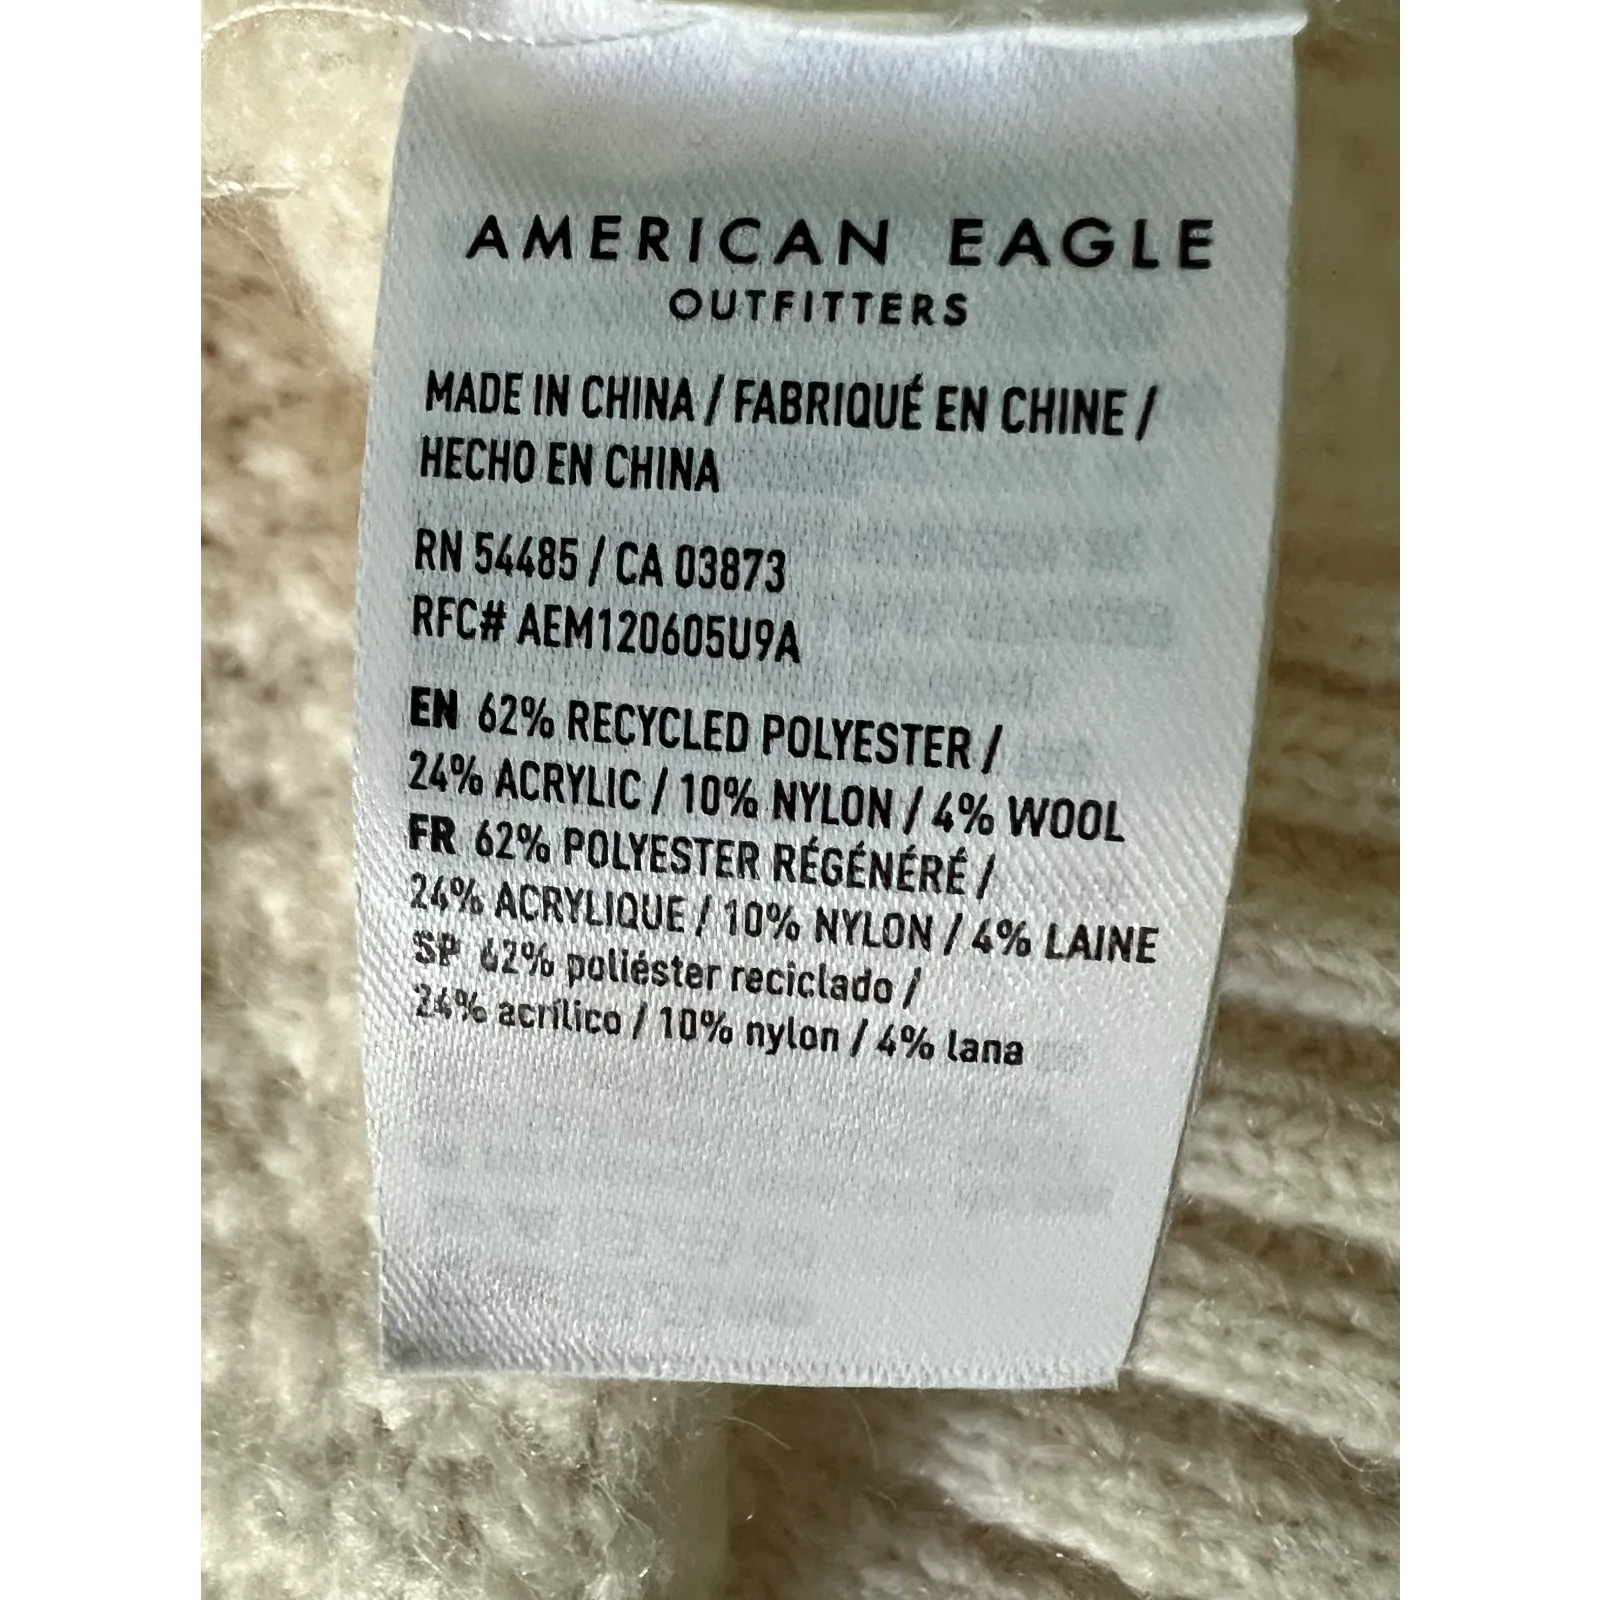 AMERICAN EAGLE
OUTFITTERS
MADE IN CHINA / FABRIQUÉ EN CHINE /
HECHO EN CHINA
RN 54485 / CA 03873
RFC# AEM120605U9A
EN 62% RECYCLED POLYESTER /
24% ACRYLIC / 10% NYLON / 4% WOOL
FR 62% POLYESTER RÉGÉNÉRÉ /
24% ACRYLIQUE / 10% NYLON / 4% LAINE
SP 62% poliéster reciclado /
24% acrílico / 10% nylon / 4% lana